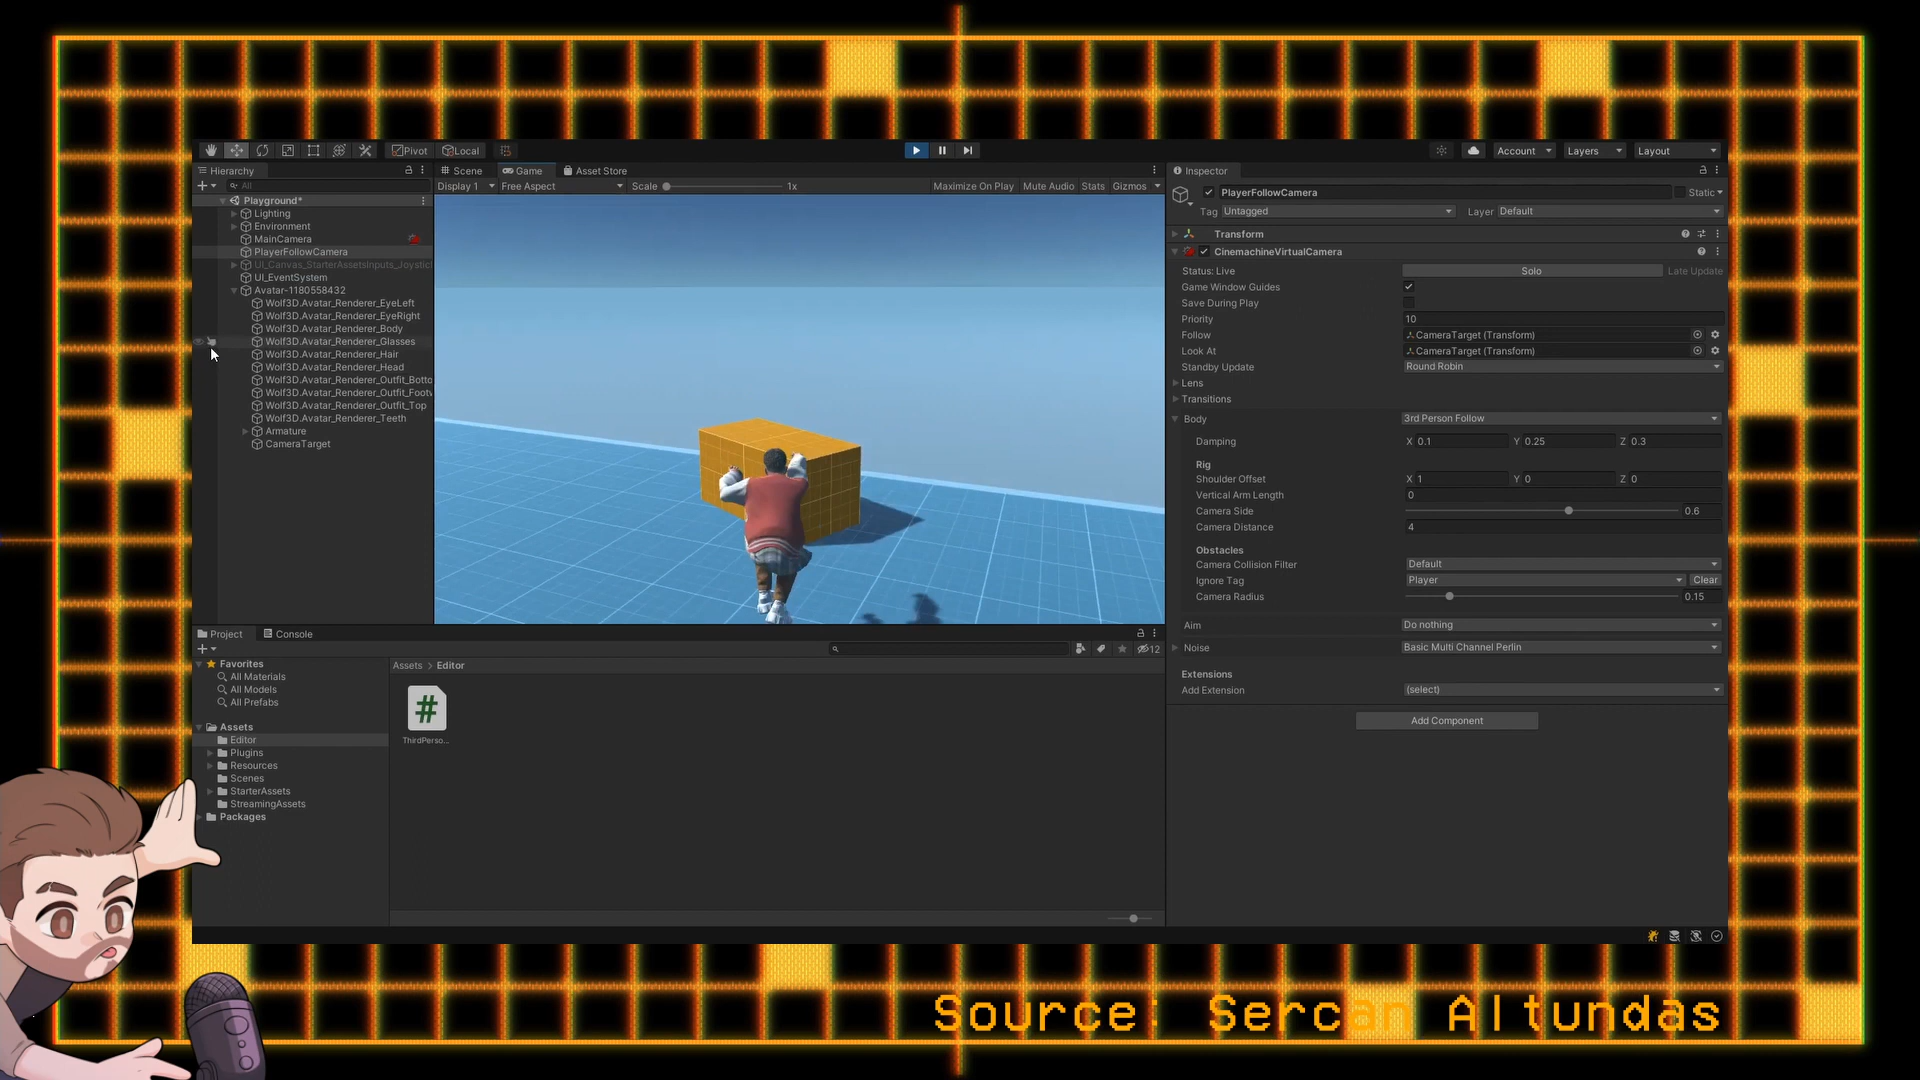 Pivot Local
Account Layers Layout
Hierarchy
Scene Game Asset Store
Inspector
All
Display 1 Free Aspect Scale 1x Maximize On Play Mute Audio Stats Gizmos
PlayerFollowCamera Static
Tag Untagged Layer Default
Playground*
Lighting
Environment
MainCamera
PlayerFollowCamera
UI_Canvas_StarterAssetsInputs_Joystic
UI_EventSystem
Avatar-1180558432
Wolf3D.Avatar_Renderer_EyeLeft
Wolf3D.Avatar_Renderer_EyeRight
Wolf3D.Avatar_Renderer_Body
Wolf3D.Avatar_Renderer_Glasses
Wolf3D.Avatar_Renderer_Hair
Wolf3D.Avatar_Renderer_Head
Wolf3D.Avatar_Renderer_Outfit_Botto
Wolf3D.Avatar_Renderer_Outfit_Footw
Wolf3D.Avatar_Renderer_Outfit_Top
Wolf3D.Avatar_Renderer_Teeth
Armature
CameraTarget
Transform
CinemachineVirtualCamera
Status: Live Solo Late Update
Game Window Guides
Save During Play
Priority 10
Follow CameraTarget (Transform)
Look At CameraTarget (Transform)
Standby Update Round Robin
Lens
Transitions
Body 3rd Person Follow
Damping X 0.1 Y 0.25 Z 0.3
Rig
Shoulder Offset X 1 Y 0 Z 0
Vertical Arm Length 0
Camera Side 0.6
Camera Distance 4
Obstacles
Camera Collision Filter Default
Ignore Tag Player Clear
Camera Radius 0.15
Aim Do nothing
Noise Basic Multi Channel Perlin
Extensions
Add Extension (select)
Add Component
Project Console
12
Favorites
All Materials
All Models
All Prefabs
Assets
Editor
Plugins
Resources
Scenes
StarterAssets
StreamingAssets
Packages
Assets > Editor
#
ThirdPerso...
Source: Sercan Altundas